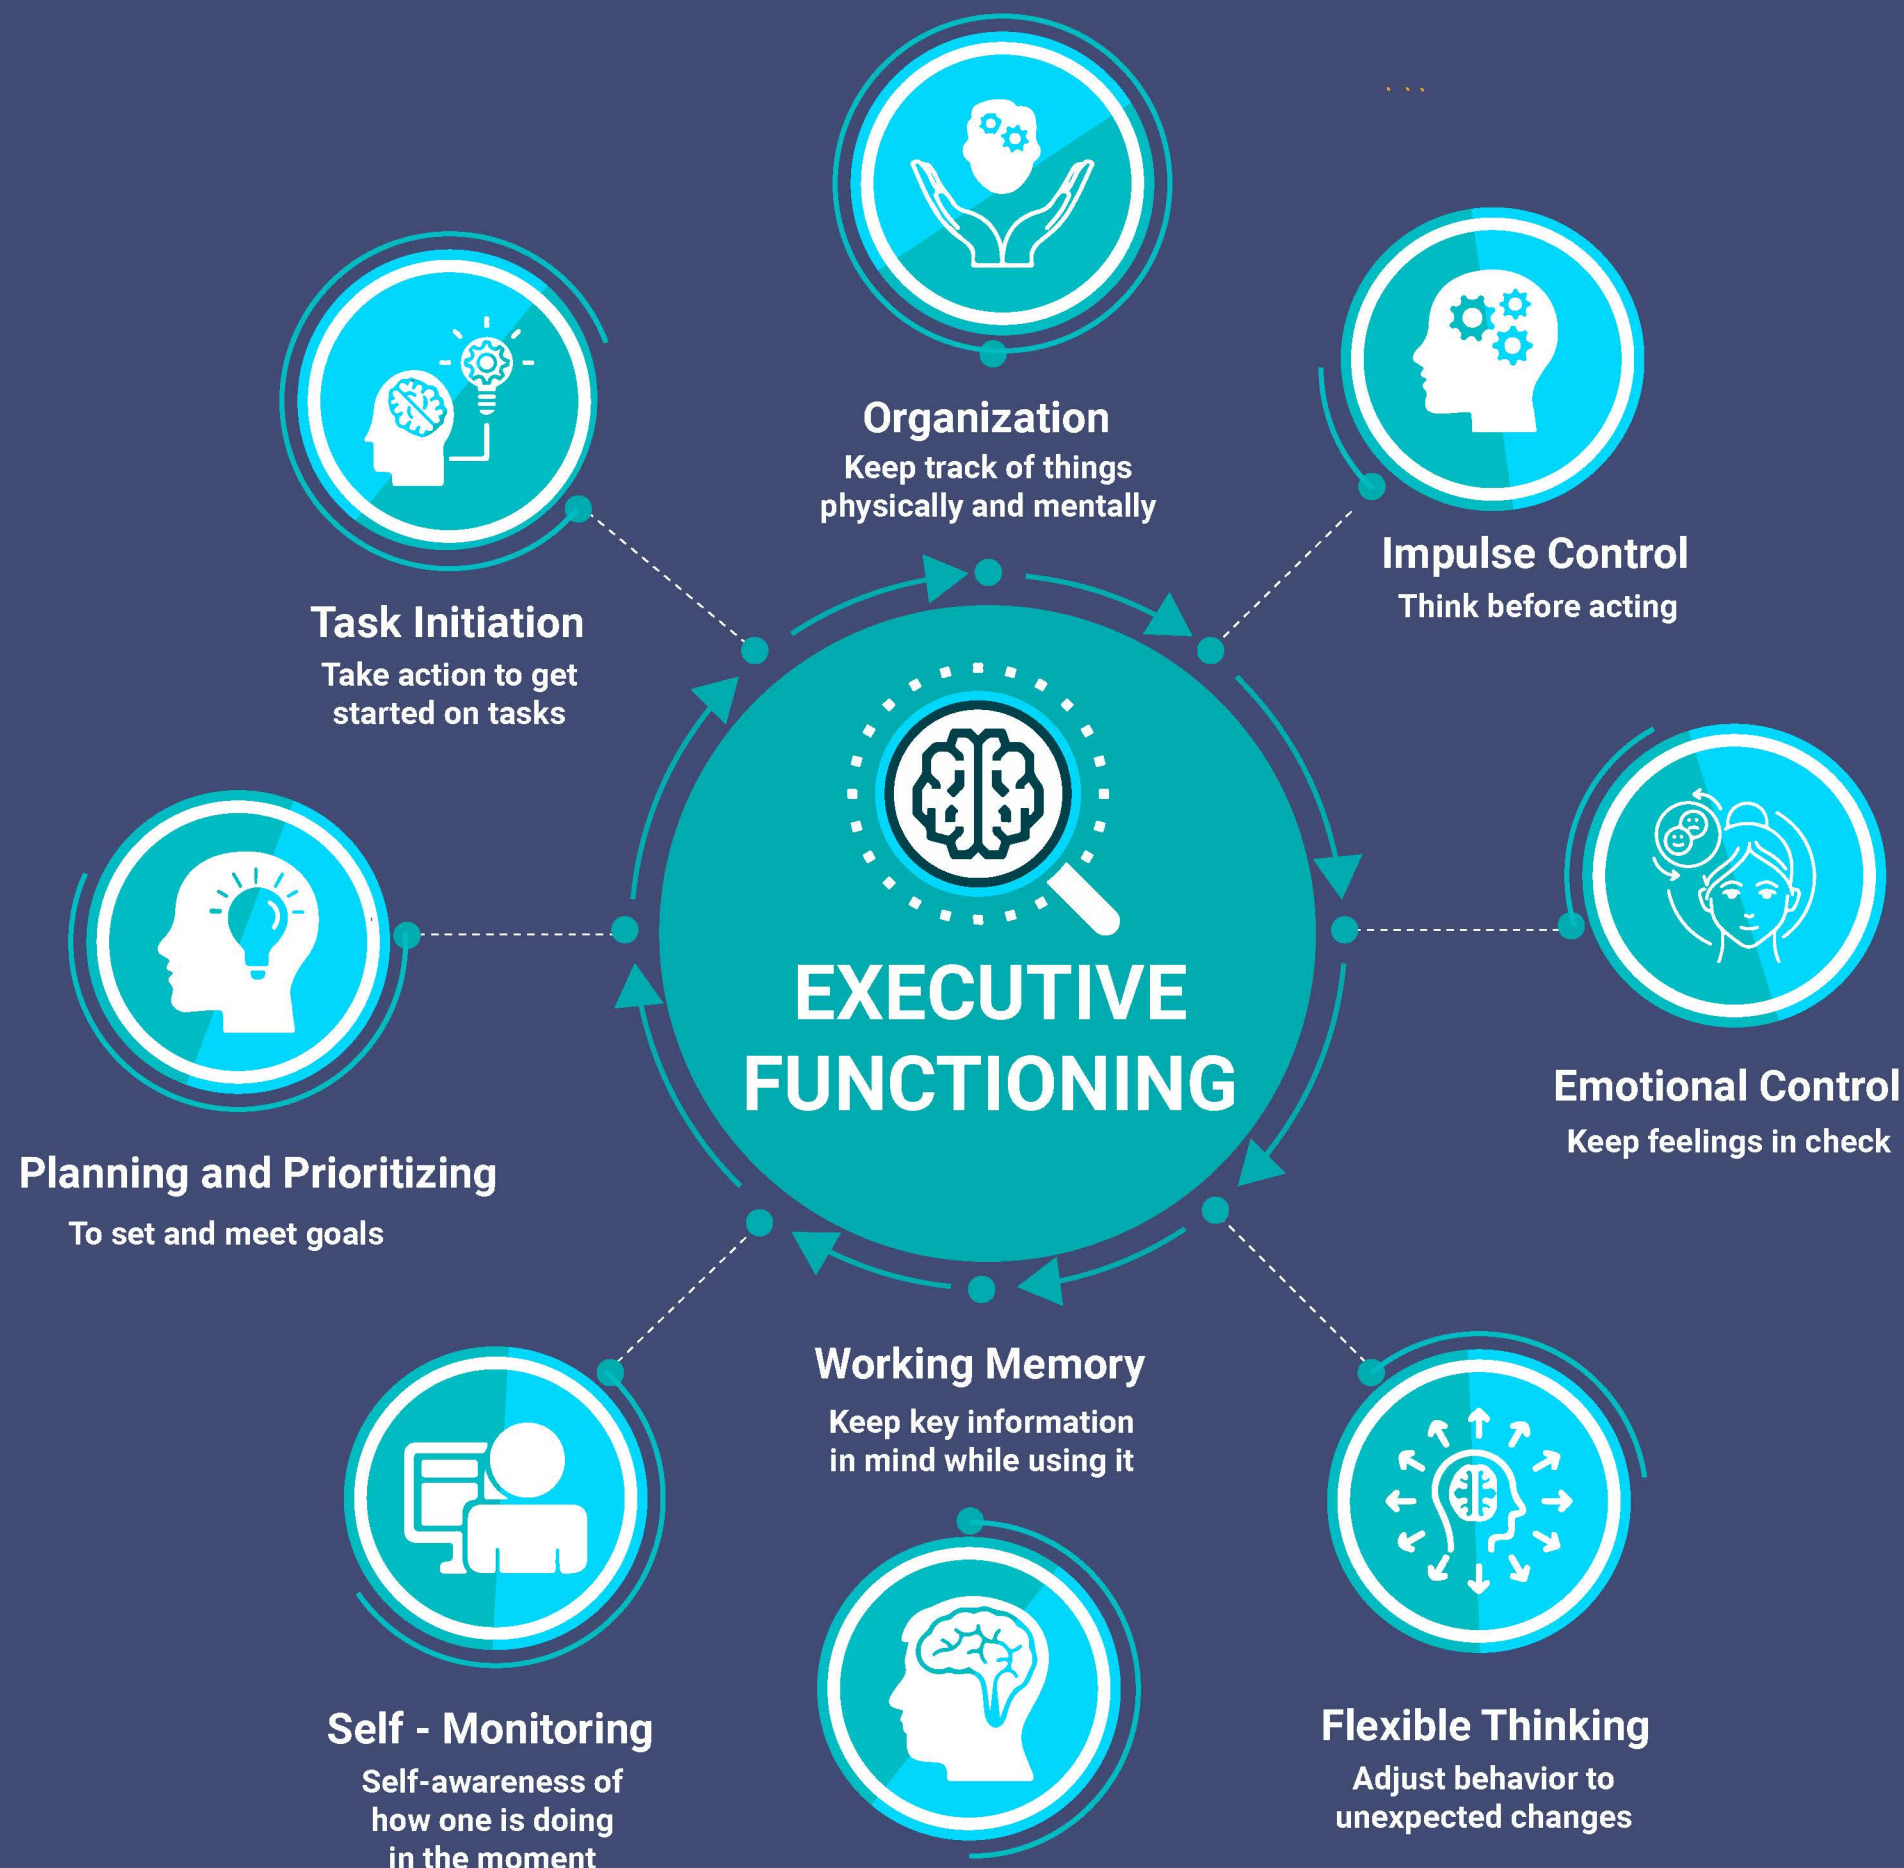 Organization
Keep track of things
physically and mentally
Impulse Control
Think before acting
Task Initiation
Take action to get
started on tasks
EXECUTIVE
FUNCTIONING
Emotional Control
Keep feelings in check
Planning and Prioritizing
To set and meet goals
Working Memory
Keep key information
in mind while using it
Self - Monitoring
Self-awareness of
how one is doing
in the moment
Flexible Thinking
Adjust behavior to
unexpected changes